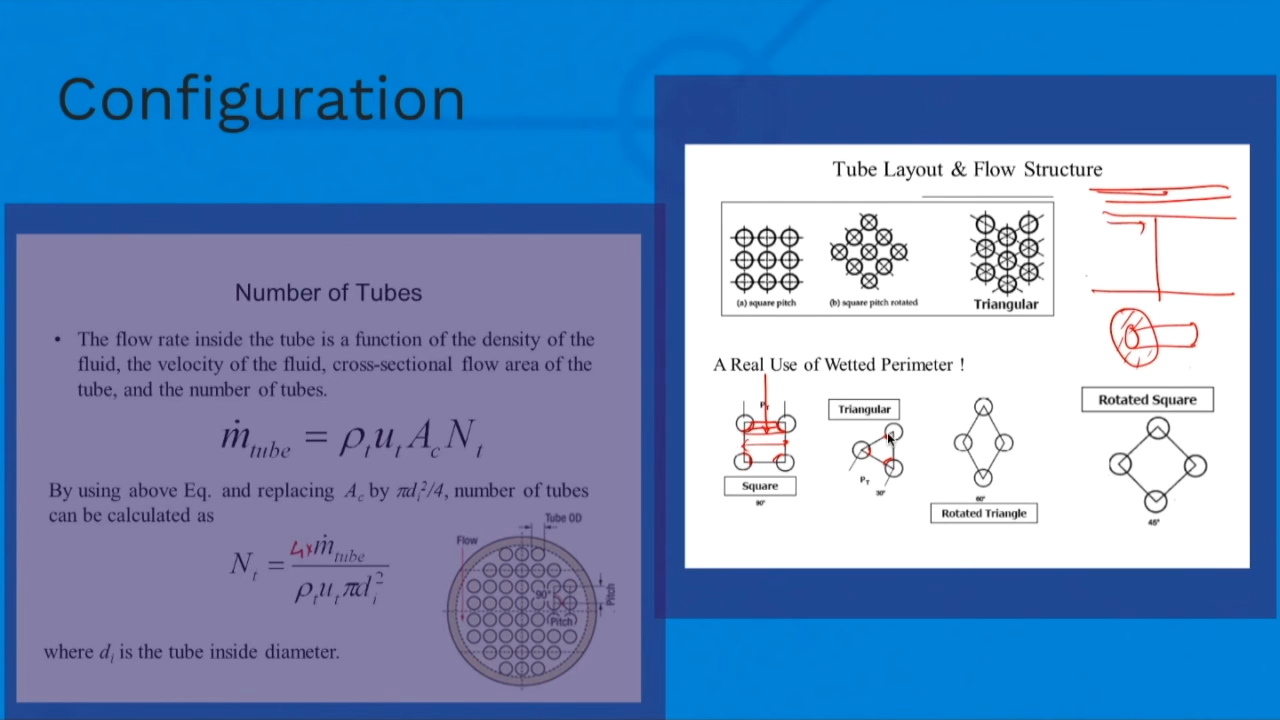 Configuration
Number of Tubes
• The flow rate inside the tube is a function of the density of the
fluid, the velocity of the fluid, cross-sectional flow area of the
tube, and the number of tubes.
ṁ_tube = ρ_t u_t A_c N_t
By using above Eq. and replacing A_c by πd_i²/4, number of tubes
can be calculated as
N_t = 4× ṁ_tube / ρ_t u_t πd_i²
where d_i is the tube inside diameter.
Tube OD
Flow
90°
Pitch
Pitch
Tube Layout & Flow Structure
(a) square pitch
(b) square pitch rotated
Triangular
A Real Use of Wetted Perimeter !
P_T
Square
90°
Triangular
P_T
30°
60°
Rotated Triangle
Rotated Square
45°